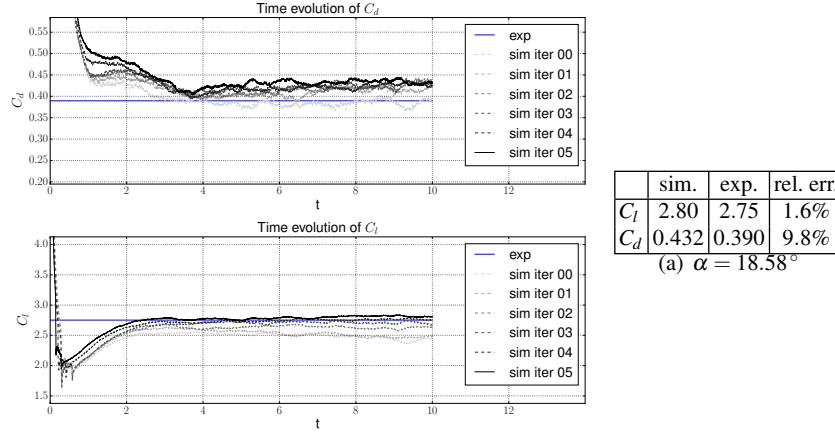 Time evolution of C_d
0.55
0.50
0.45
0.40
0.35
0.30
0.25
0.20
C_d
0 2 4 6 8 10 12
t
exp
sim iter 00
sim iter 01
sim iter 02
sim iter 03
sim iter 04
sim iter 05
Time evolution of C_l
4.0
3.5
3.0
2.5
2.0
1.5
C_l
0 2 4 6 8 10 12
t
exp
sim iter 00
sim iter 01
sim iter 02
sim iter 03
sim iter 04
sim iter 05
sim. exp. rel. err.
C_l 2.80 2.75 1.6%
C_d 0.432 0.390 9.8%
(a) α = 18.58°